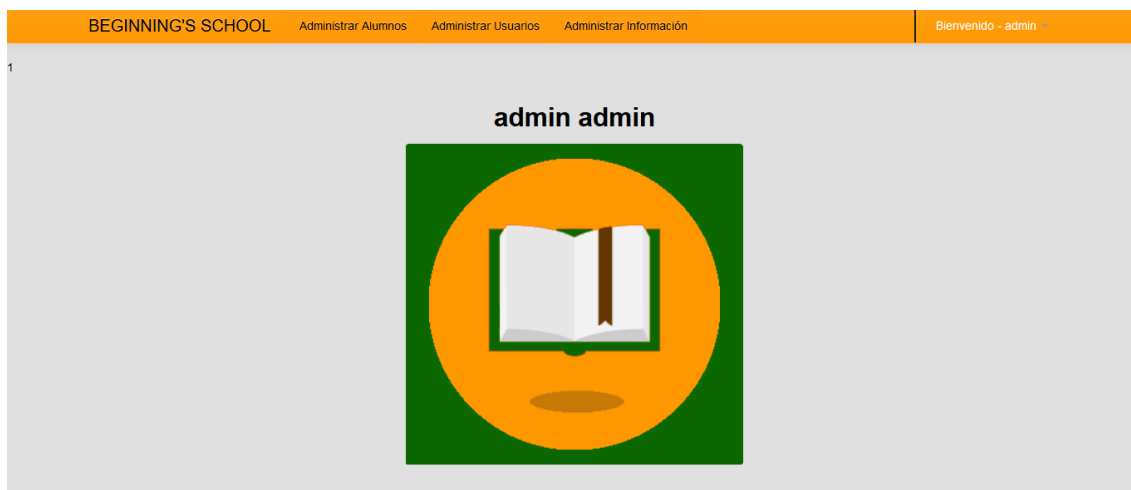 BEGINNING'S SCHOOL Administrar Alumnos Administrar Usuarios Administrar Información Bienvenido - admin
1
admin admin